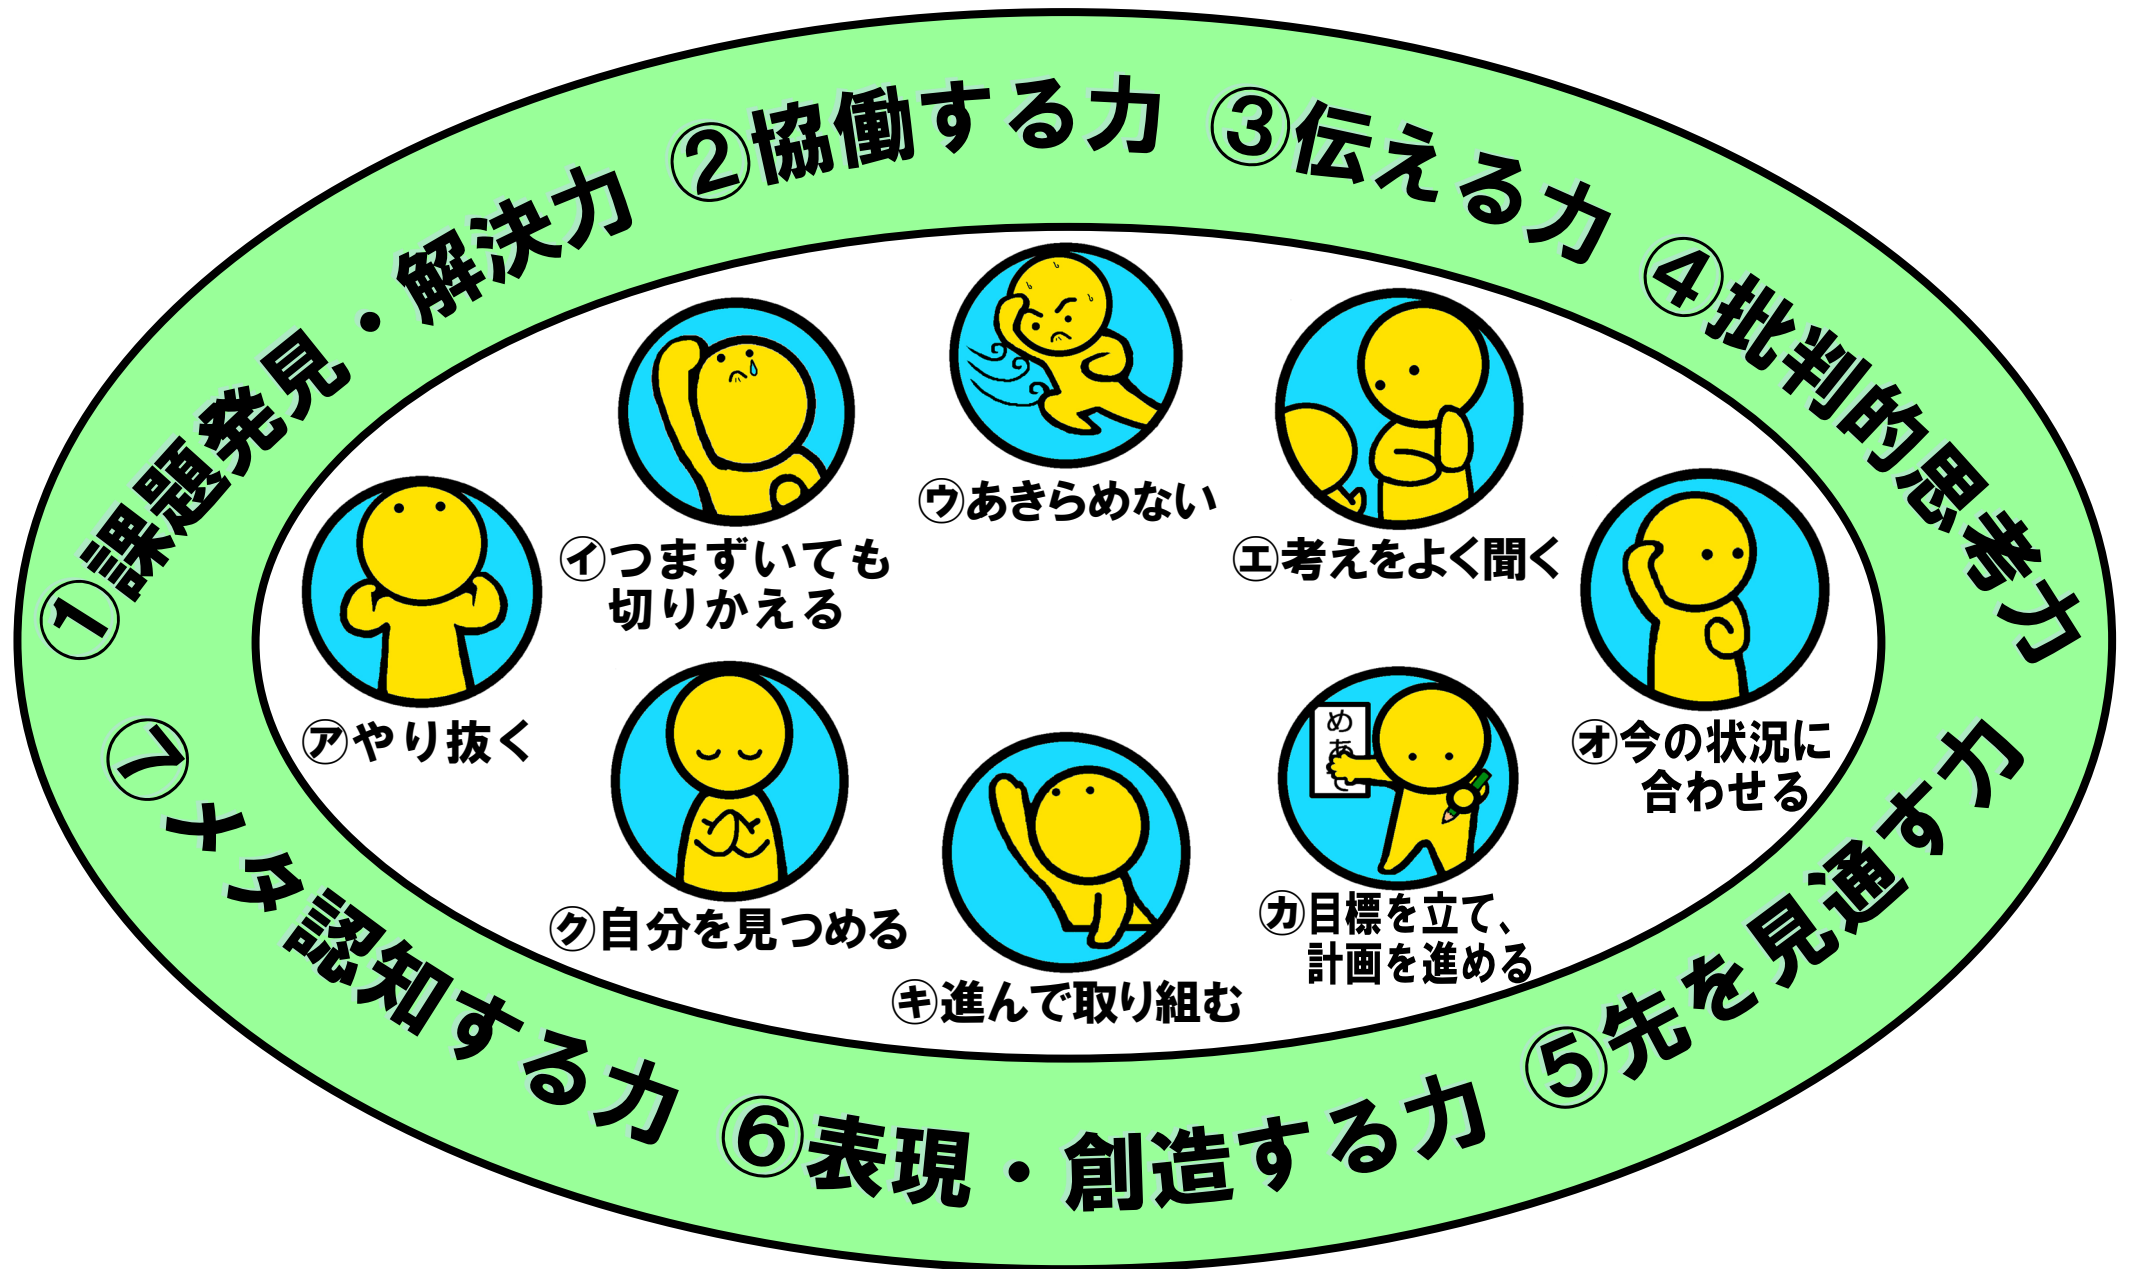 ①課題発見・解決力
②協働する力
③伝える力
④批判的思考力
⑤先を見通す力
⑥表現・創造する力
⑦メタ認知する力
㋐やり抜く
㋑つまずいても
切りかえる
㋒あきらめない
㋓考えをよく聞く
㋔今の状況に
合わせる
めあて
㋕目標を立て、
計画を進める
㋖進んで取り組む
㋗自分を見つめる